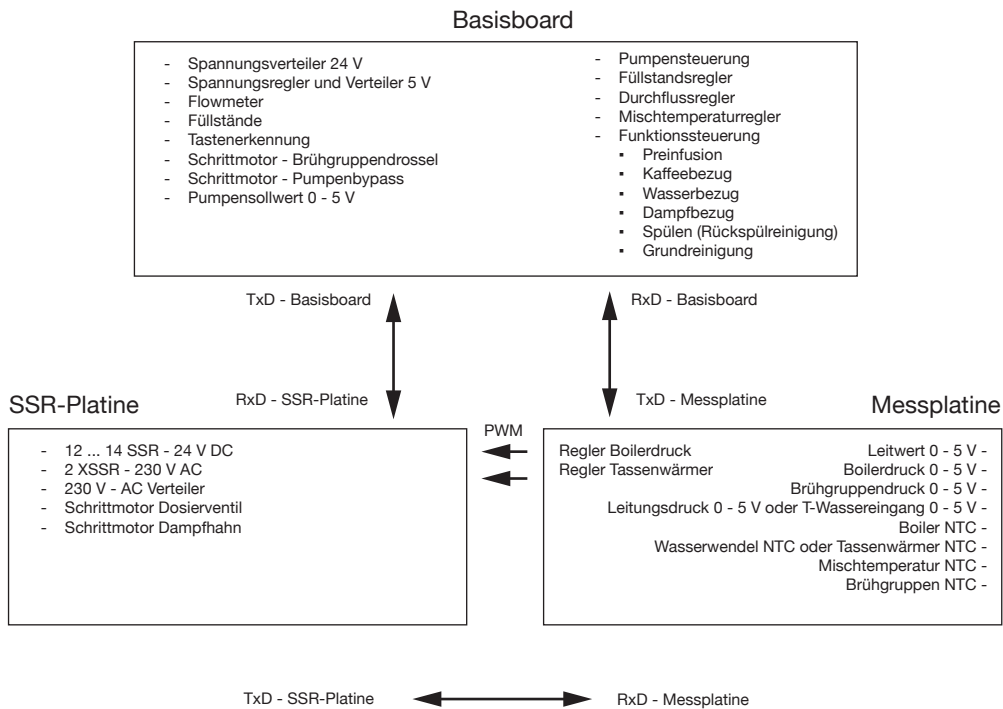 Basisboard
- Spannungsverteiler 24 V
- Spannungsregler und Verteiler 5 V
- Flowmeter
- Füllstände
- Tastenerkennung
- Schrittmotor - Brühgruppendrossel
- Schrittmotor - Pumpenbypass
- Pumpensollwert 0 - 5 V
- Pumpensteuerung
- Füllstandsregler
- Durchflussregler
- Mischtemperaturregler
- Funktionssteuerung
▪ Preinfusion
▪ Kaffeebezug
▪ Wasserbezug
▪ Dampfbezug
▪ Spülen (Rückspülreinigung)
▪ Grundreinigung
TxD - Basisboard
RxD - Basisboard
RxD - SSR-Platine
TxD - Messplatine
SSR-Platine
- 12 ... 14 SSR - 24 V DC
- 2 XSSR - 230 V AC
- 230 V - AC Verteiler
- Schrittmotor Dosierventil
- Schrittmotor Dampfhahn
PWM
Messplatine
Regler Boilerdruck
Regler Tassenwärmer
Leitwert 0 - 5 V -
Boilerdruck 0 - 5 V -
Brühgruppendruck 0 - 5 V -
Leitungsdruck 0 - 5 V oder T-Wassereingang 0 - 5 V -
Boiler NTC -
Wasserwendel NTC oder Tassenwärmer NTC -
Mischtemperatur NTC -
Brühgruppen NTC -
TxD - SSR-Platine
RxD - Messplatine